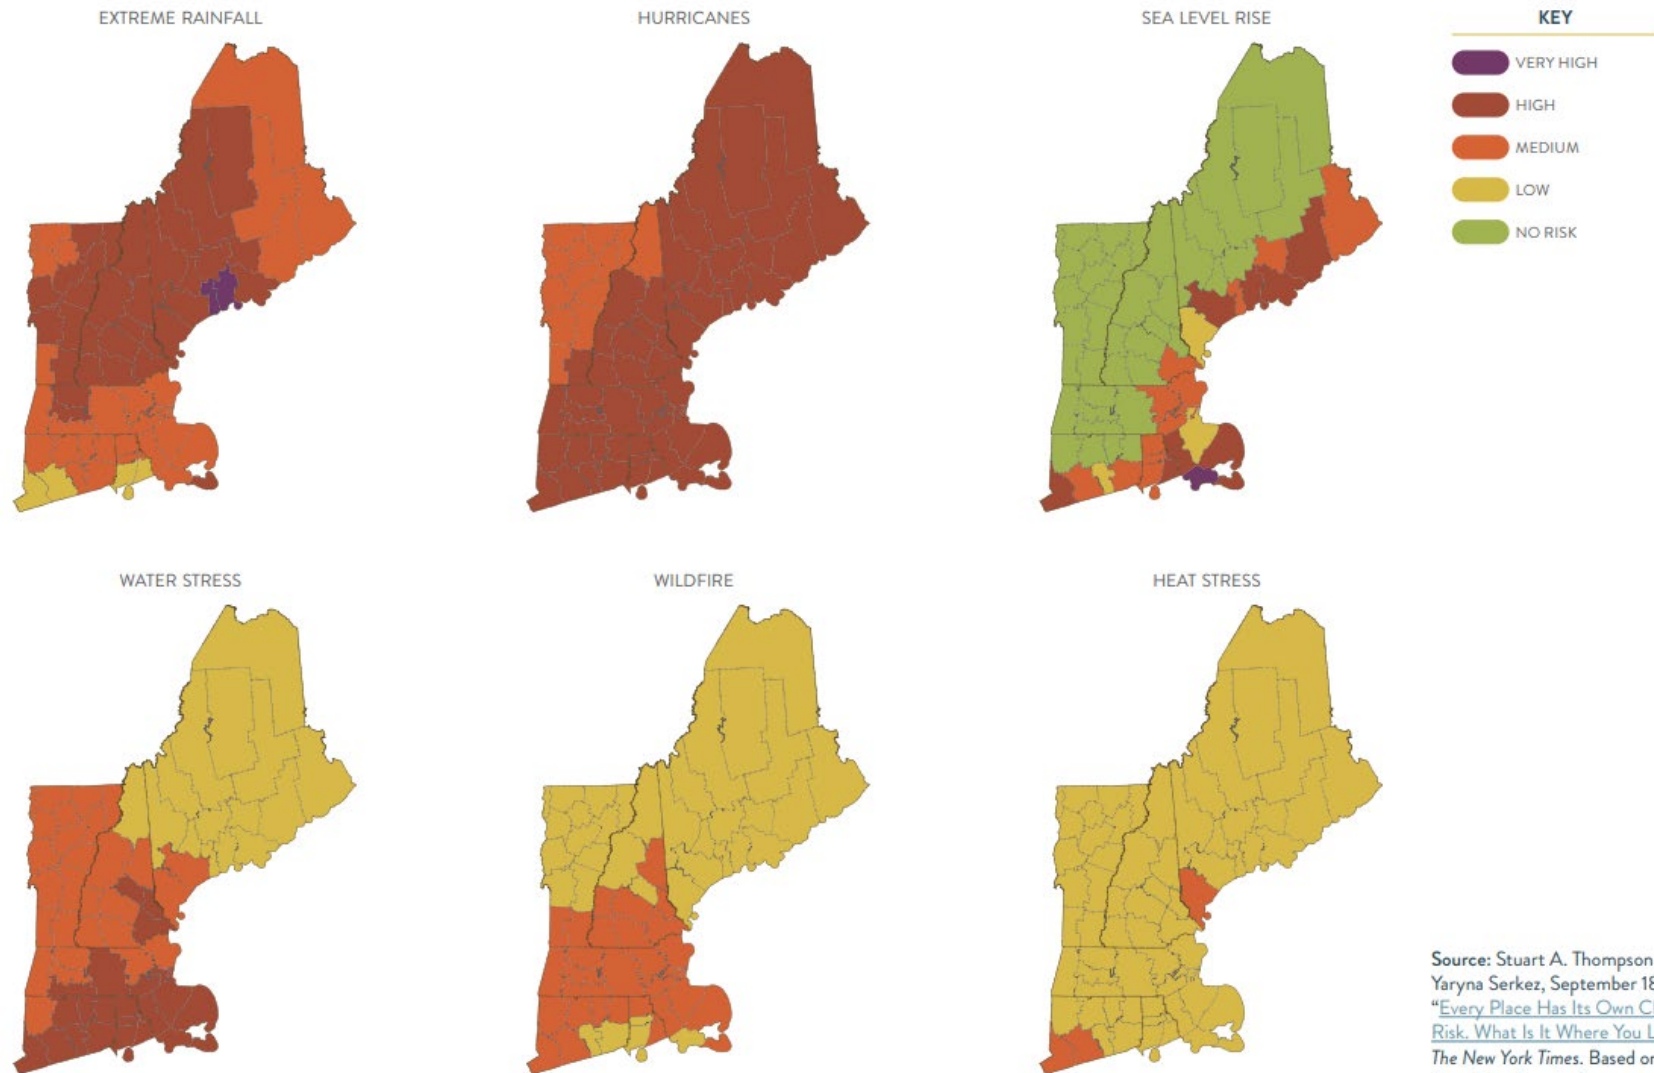 EXTREME RAINFALL
HURRICANES
SEA LEVEL RISE
KEY
VERY HIGH
HIGH
MEDIUM
LOW
NO RISK
WATER STRESS
WILDFIRE
HEAT STRESS
Source: Stuart A. Thompson
Yaryna Serkez, September 18
"Every Place Has Its Own
Risk. What Is It Where You
The New York Times. Based